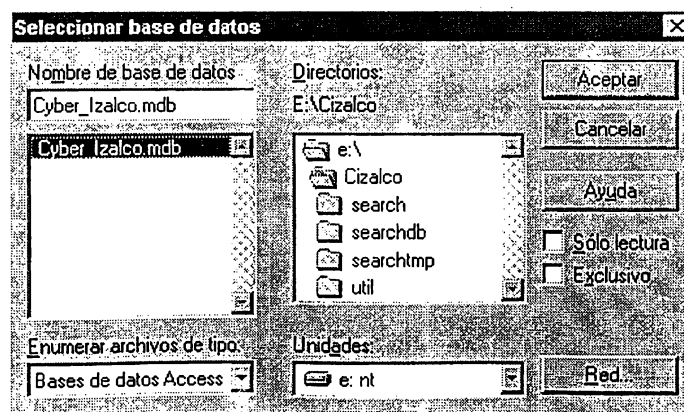 Seleccionar base de datos
Nombre de base de datos
Cyber_Izalco.mdb
Cyber_Izalco.mdb
Enumerar archivos de tipo:
Bases de datos Access
Directorios:
E:\Cizalco
e:\
Cizalco
search
searchdb
searchtmp
util
Unidades:
e: nt
Aceptar
Cancelar
Ayuda
Sólo lectura
Exclusivo
Red...